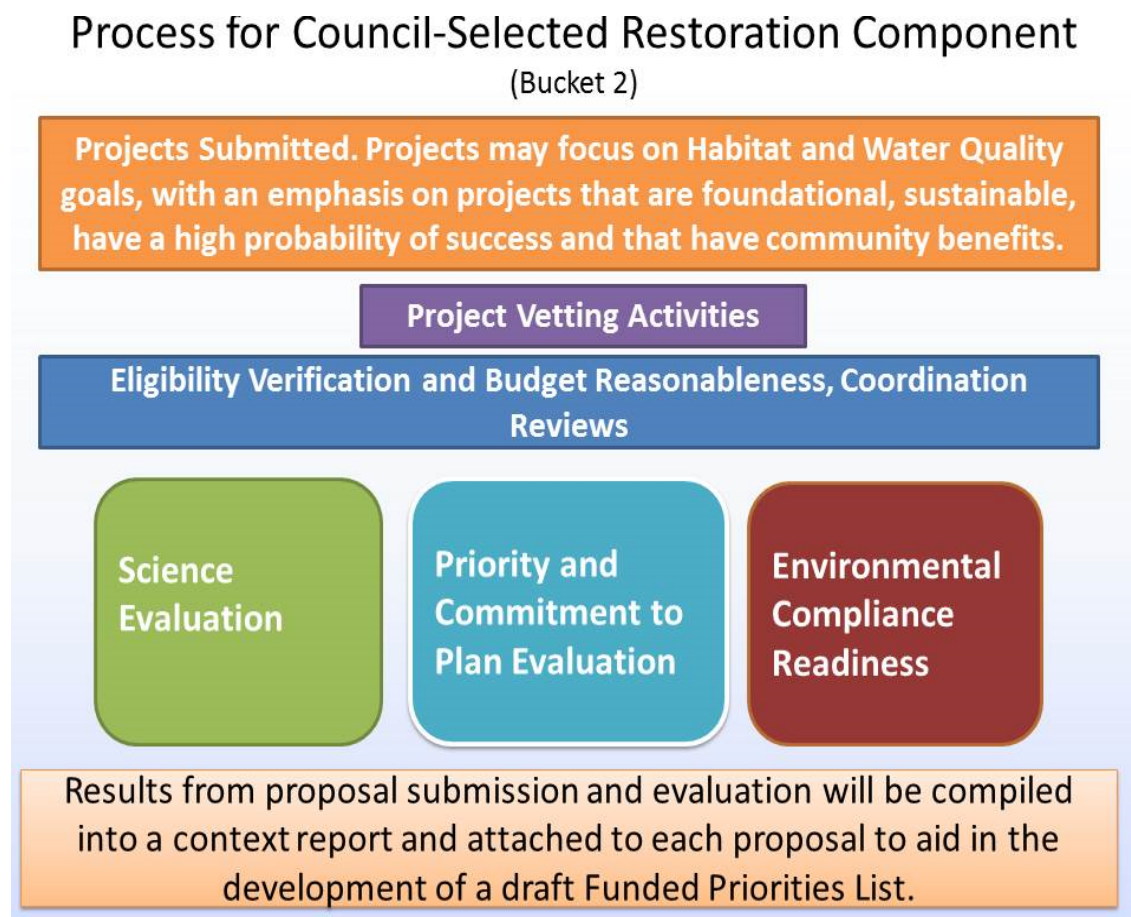 Process for Council-Selected Restoration Component
(Bucket 2)
Projects Submitted. Projects may focus on Habitat and Water Quality
goals, with an emphasis on projects that are foundational, sustainable,
have a high probability of success and that have community benefits.
Project Vetting Activities
Eligibility Verification and Budget Reasonableness, Coordination
Reviews
Science
Evaluation
Priority and
Commitment to
Plan Evaluation
Environmental
Compliance
Readiness
Results from proposal submission and evaluation will be compiled
into a context report and attached to each proposal to aid in the
development of a draft Funded Priorities List.